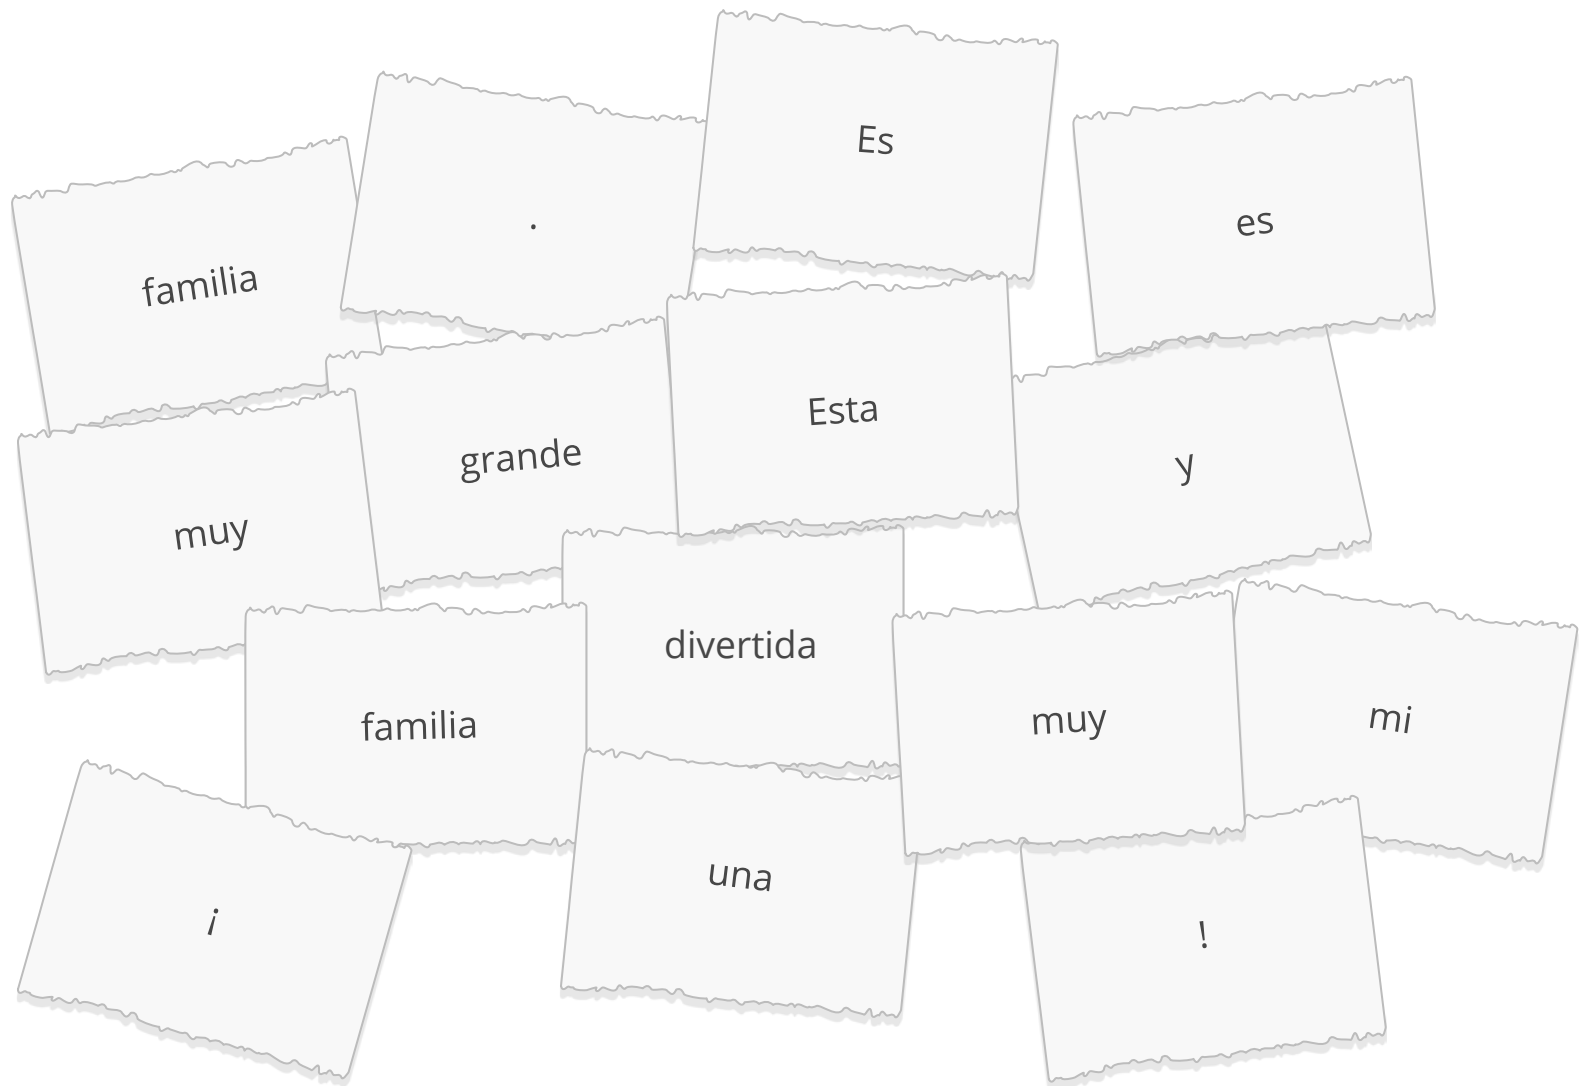 Es
.
es
familia
Esta
grande
y
muy
divertida
familia
muy
mi
una
¡
!